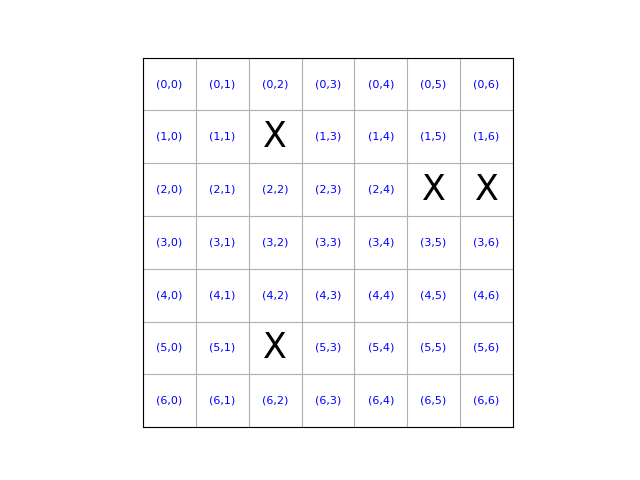 (0,0) (0,1) (0,2) (0,3) (0,4) (0,5) (0,6)
(1,0) (1,1) X (1,3) (1,4) (1,5) (1,6)
(2,0) (2,1) (2,2) (2,3) (2,4) X X
(3,0) (3,1) (3,2) (3,3) (3,4) (3,5) (3,6)
(4,0) (4,1) (4,2) (4,3) (4,4) (4,5) (4,6)
(5,0) (5,1) X (5,3) (5,4) (5,5) (5,6)
(6,0) (6,1) (6,2) (6,3) (6,4) (6,5) (6,6)